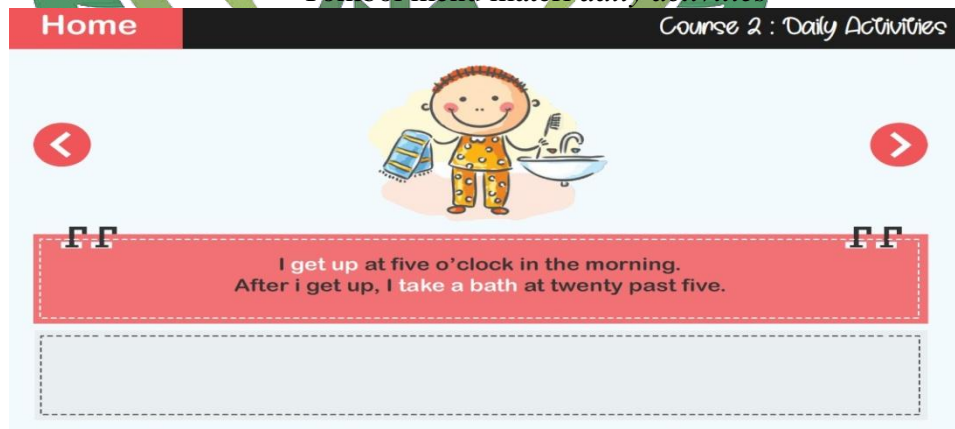 Home
Course 2 : Daily Activities
I get up at five o'clock in the morning.
After i get up, I take a bath at twenty past five.